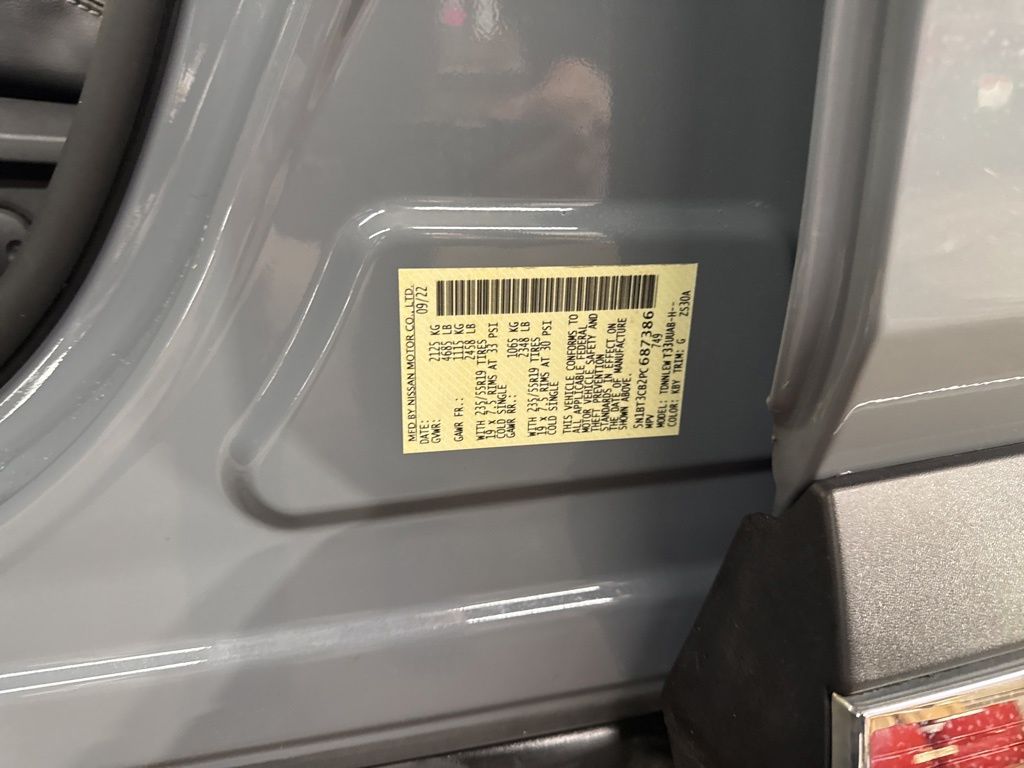 MFD BY NISSAN MOTOR CO., LTD.
DATE: 09/22
GVWR: 2125 KG
4685 LB
GAWR FR.: 1115 KG
2458 LB
WITH 235/55R19 TIRES
19 X 7.5 RIMS AT 33 PSI
COLD SINGLE
GAWR RR.: 1065 KG
2348 LB
WITH 235/55R19 TIRES
19 X 7.5 RIMS AT 30 PSI
COLD SINGLE
THIS VEHICLE CONFORMS TO
ALL APPLICABLE FEDERAL
MOTOR VEHICLE SAFETY AND
THEFT PREVENTION
STANDARDS IN EFFECT ON
THE DATE OF MANUFACTURE
SHOWN ABOVE.
5N1BT3CB2PC687386
MPV 749
MODEL: TDNNLEWT33UUAB-H--
COLOR: KBY TRIM: G ZS30A